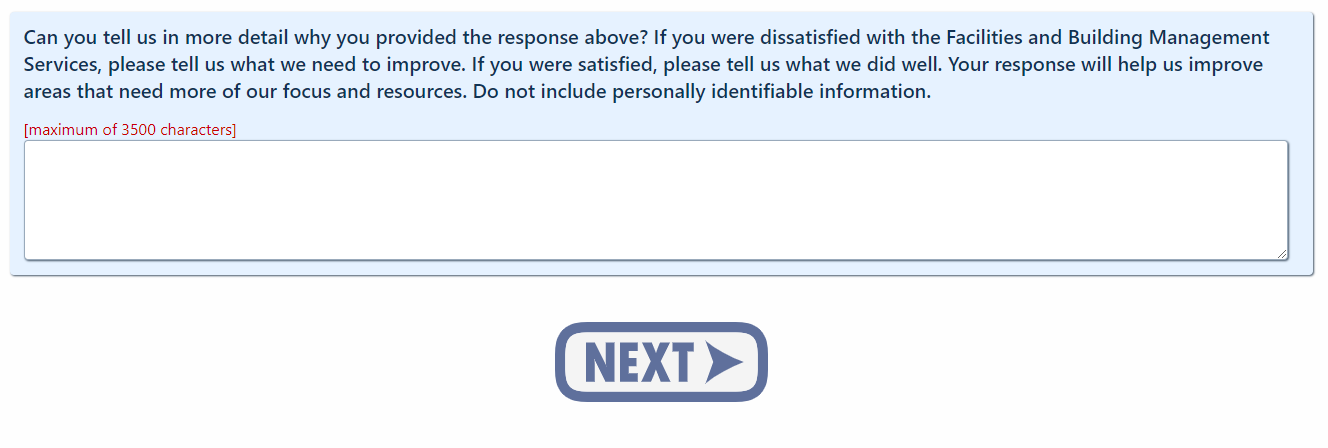 Can you tell us in more detail why you provided the response above? If you were dissatisfied with the Facilities and Building Management
Services, please tell us what we need to improve. If you were satisfied, please tell us what we did well. Your response will help us improve
areas that need more of our focus and resources. Do not include personally identifiable information.
[maximum of 3500 characters]
NEXT